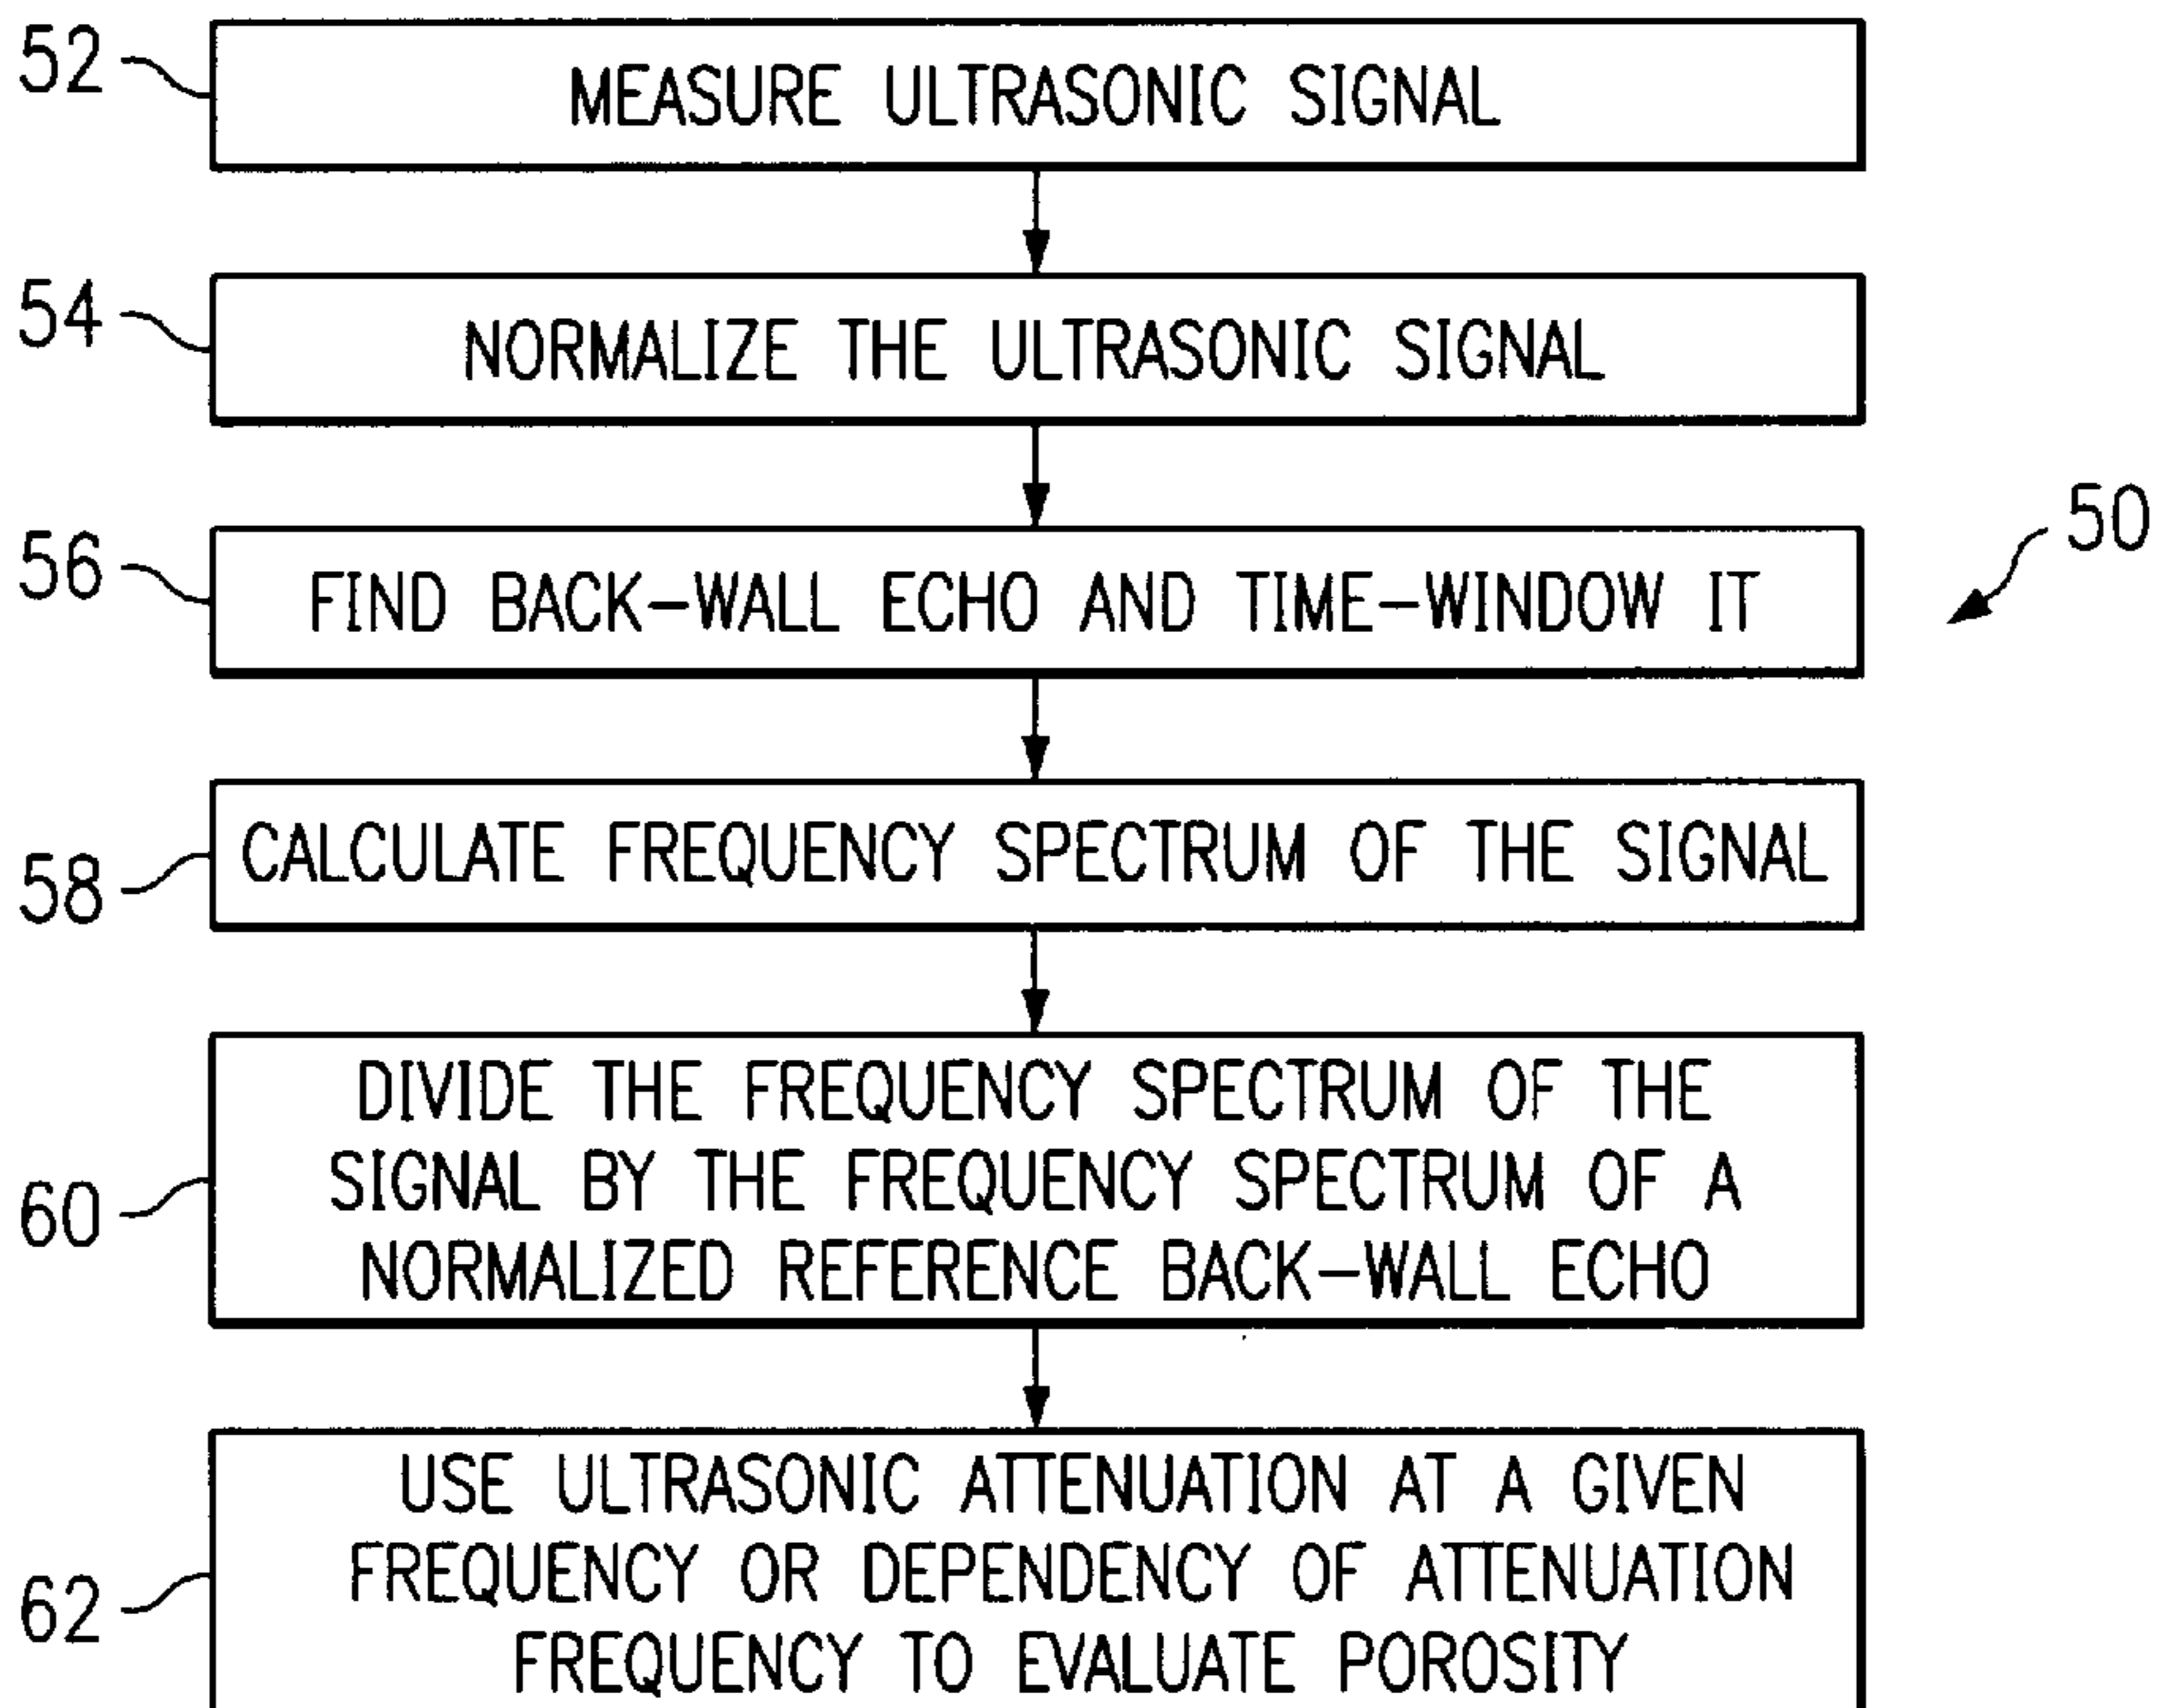 52
MEASURE ULTRASONIC SIGNAL
54
NORMALIZE THE ULTRASONIC SIGNAL
56
FIND BACK-WALL ECHO AND TIME-WINDOW IT
50
58
CALCULATE FREQUENCY SPECTRUM OF THE SIGNAL
60
DIVIDE THE FREQUENCY SPECTRUM OF THE
SIGNAL BY THE FREQUENCY SPECTRUM OF A
NORMALIZED REFERENCE BACK-WALL ECHO
62
USE ULTRASONIC ATTENUATION AT A GIVEN
FREQUENCY OR DEPENDENCY OF ATTENUATION
FREQUENCY TO EVALUATE POROSITY